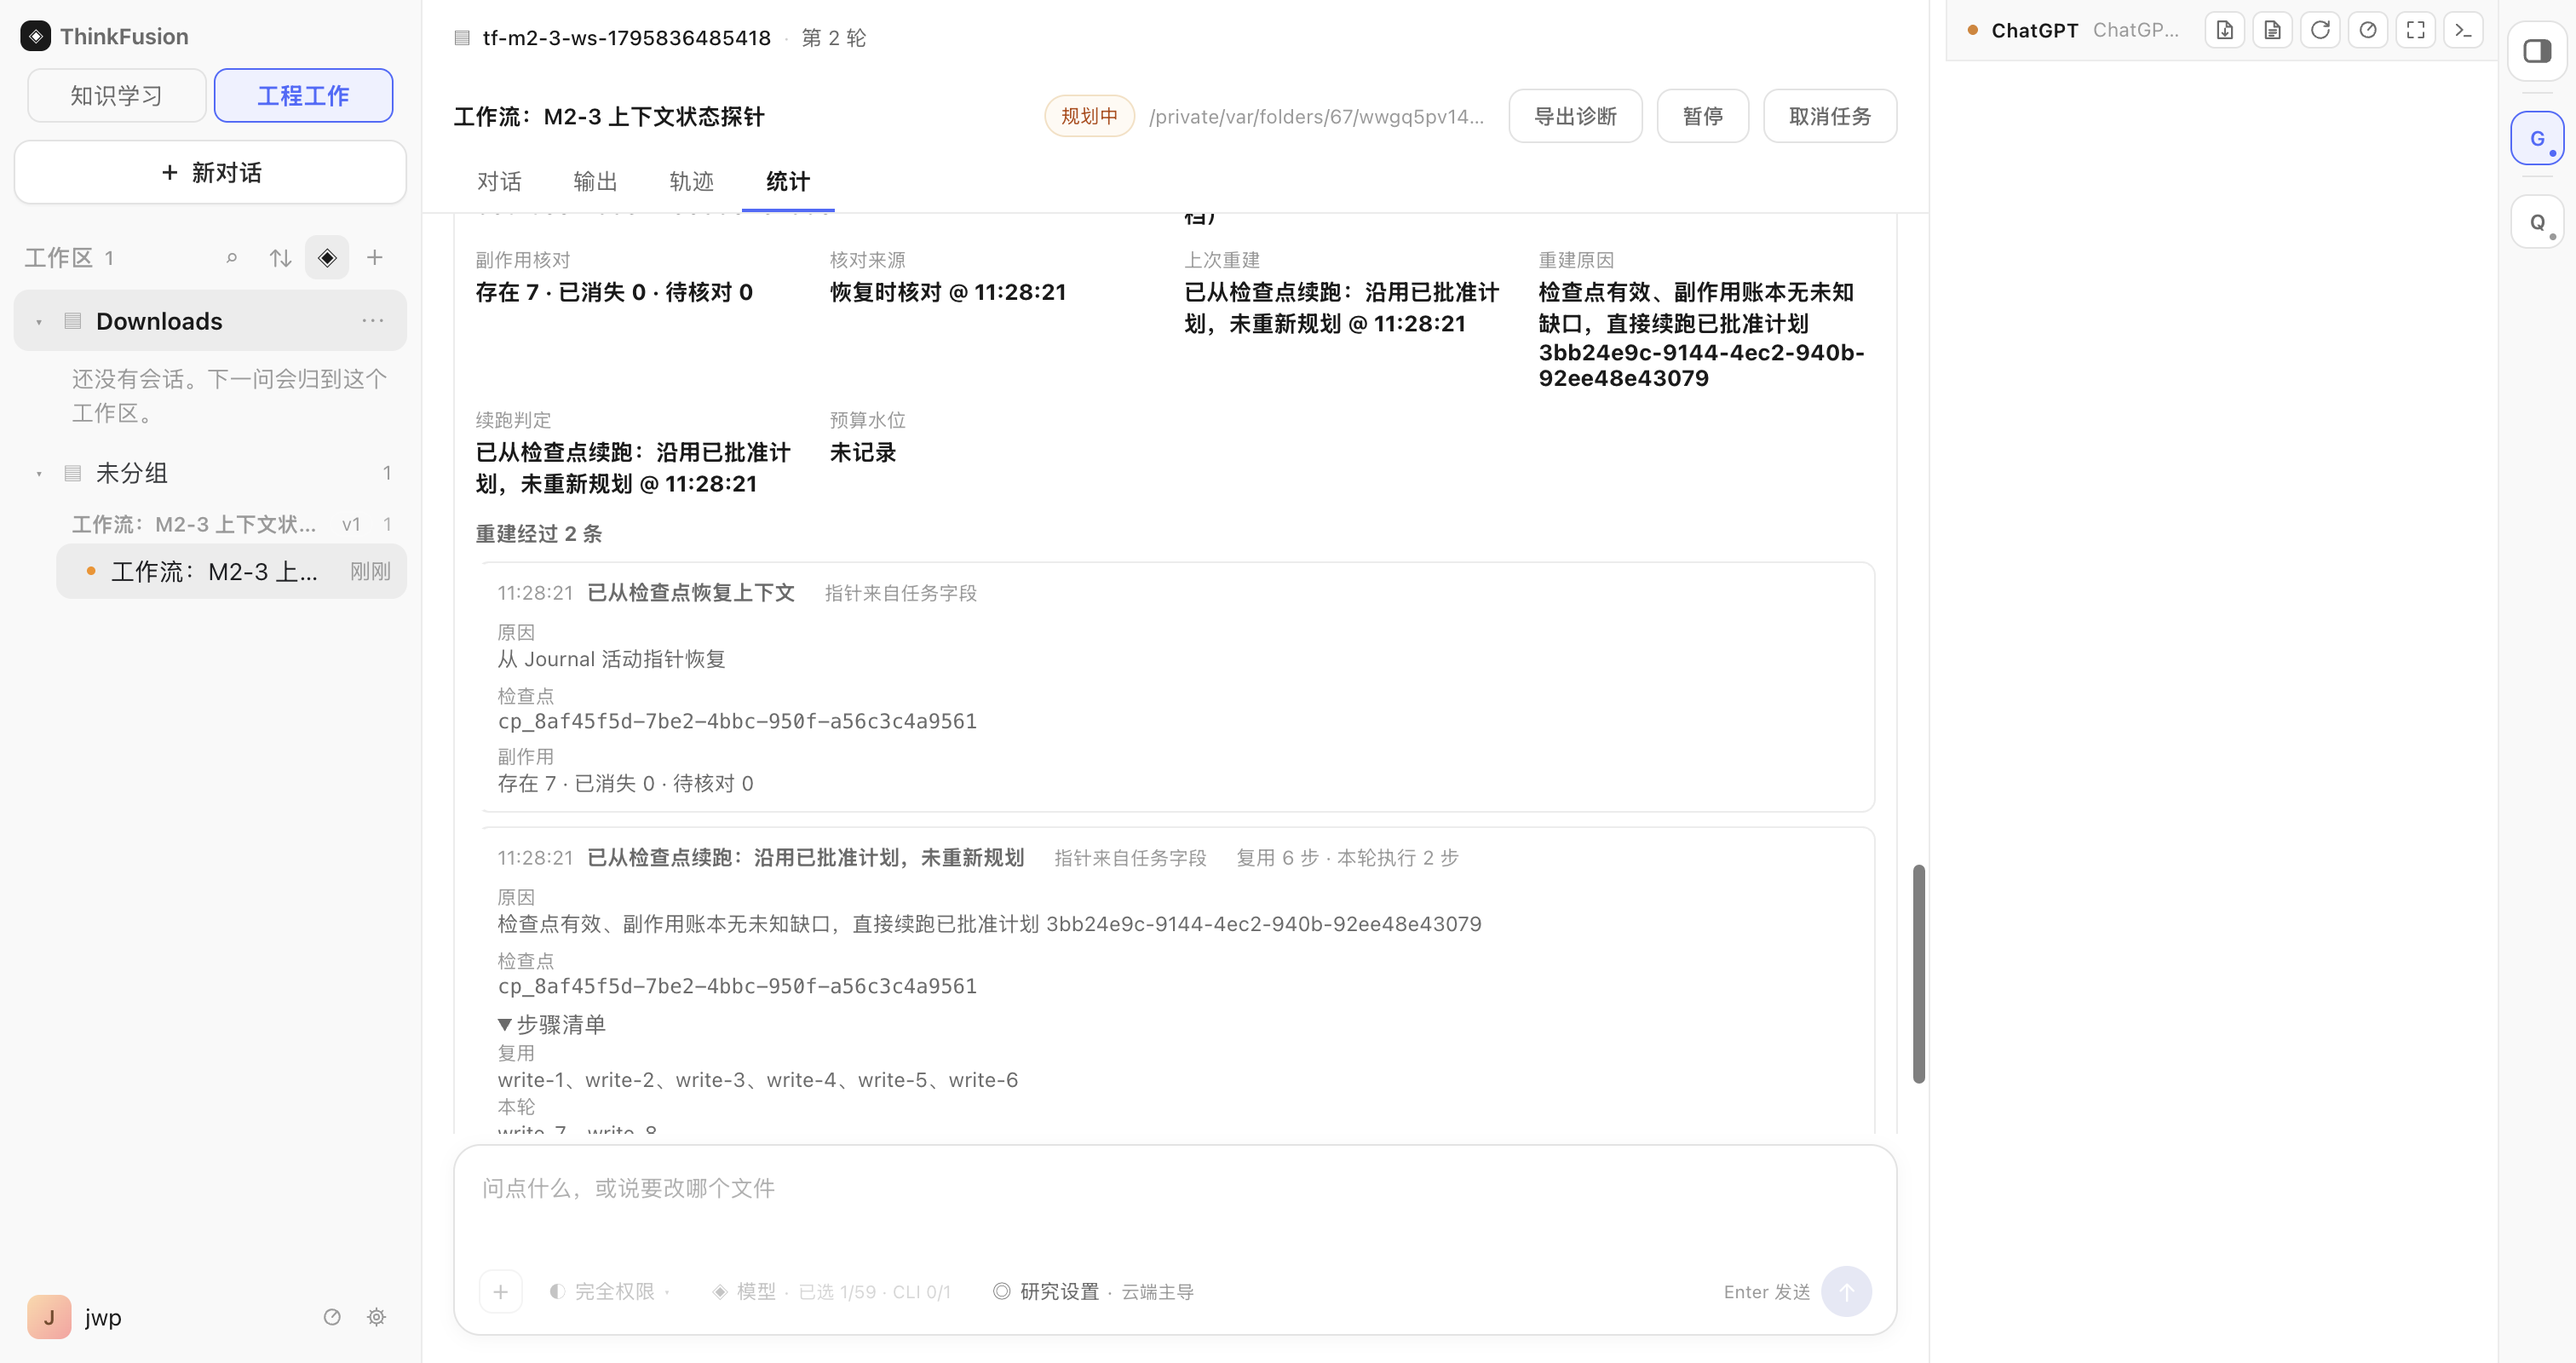 ThinkFusion
知识学习
工程工作
+ 新对话
工作区 1
Downloads
还没有会话。下一问会归到这个
工作区。
未分组 1
工作流：M2-3 上下文状... v1 1
工作流：M2-3 上... 刚刚
J jwp
tf-m2-3-ws-1795836485418 · 第 2 轮
工作流：M2-3 上下文状态探针
规划中
/private/var/folders/67/wwgq5pv14...
导出诊断
暂停
取消任务
对话
输出
轨迹
统计
档）
副作用核对
存在 7 · 已消失 0 · 待核对 0
核对来源
恢复时核对 @ 11:28:21
上次重建
已从检查点续跑：沿用已批准计
划，未重新规划 @ 11:28:21
重建原因
检查点有效、副作用账本无未知
缺口，直接续跑已批准计划
3bb24e9c-9144-4ec2-940b-
92ee48e43079
续跑判定
已从检查点续跑：沿用已批准计
划，未重新规划 @ 11:28:21
预算水位
未记录
重建经过 2 条
11:28:21 已从检查点恢复上下文 指针来自任务字段
原因
从 Journal 活动指针恢复
检查点
cp_8af45f5d-7be2-4bbc-950f-a56c3c4a9561
副作用
存在 7 · 已消失 0 · 待核对 0
11:28:21 已从检查点续跑：沿用已批准计划，未重新规划 指针来自任务字段 复用 6 步 · 本轮执行 2 步
原因
检查点有效、副作用账本无未知缺口，直接续跑已批准计划 3bb24e9c-9144-4ec2-940b-92ee48e43079
检查点
cp_8af45f5d-7be2-4bbc-950f-a56c3c4a9561
▼步骤清单
复用
write-1、write-2、write-3、write-4、write-5、write-6
本轮
write-7、write-8
问点什么，或说要改哪个文件
完全权限
模型 · 已选 1/59 · CLI 0/1
研究设置 · 云端主导
Enter 发送
ChatGPT ChatGP...
G
Q